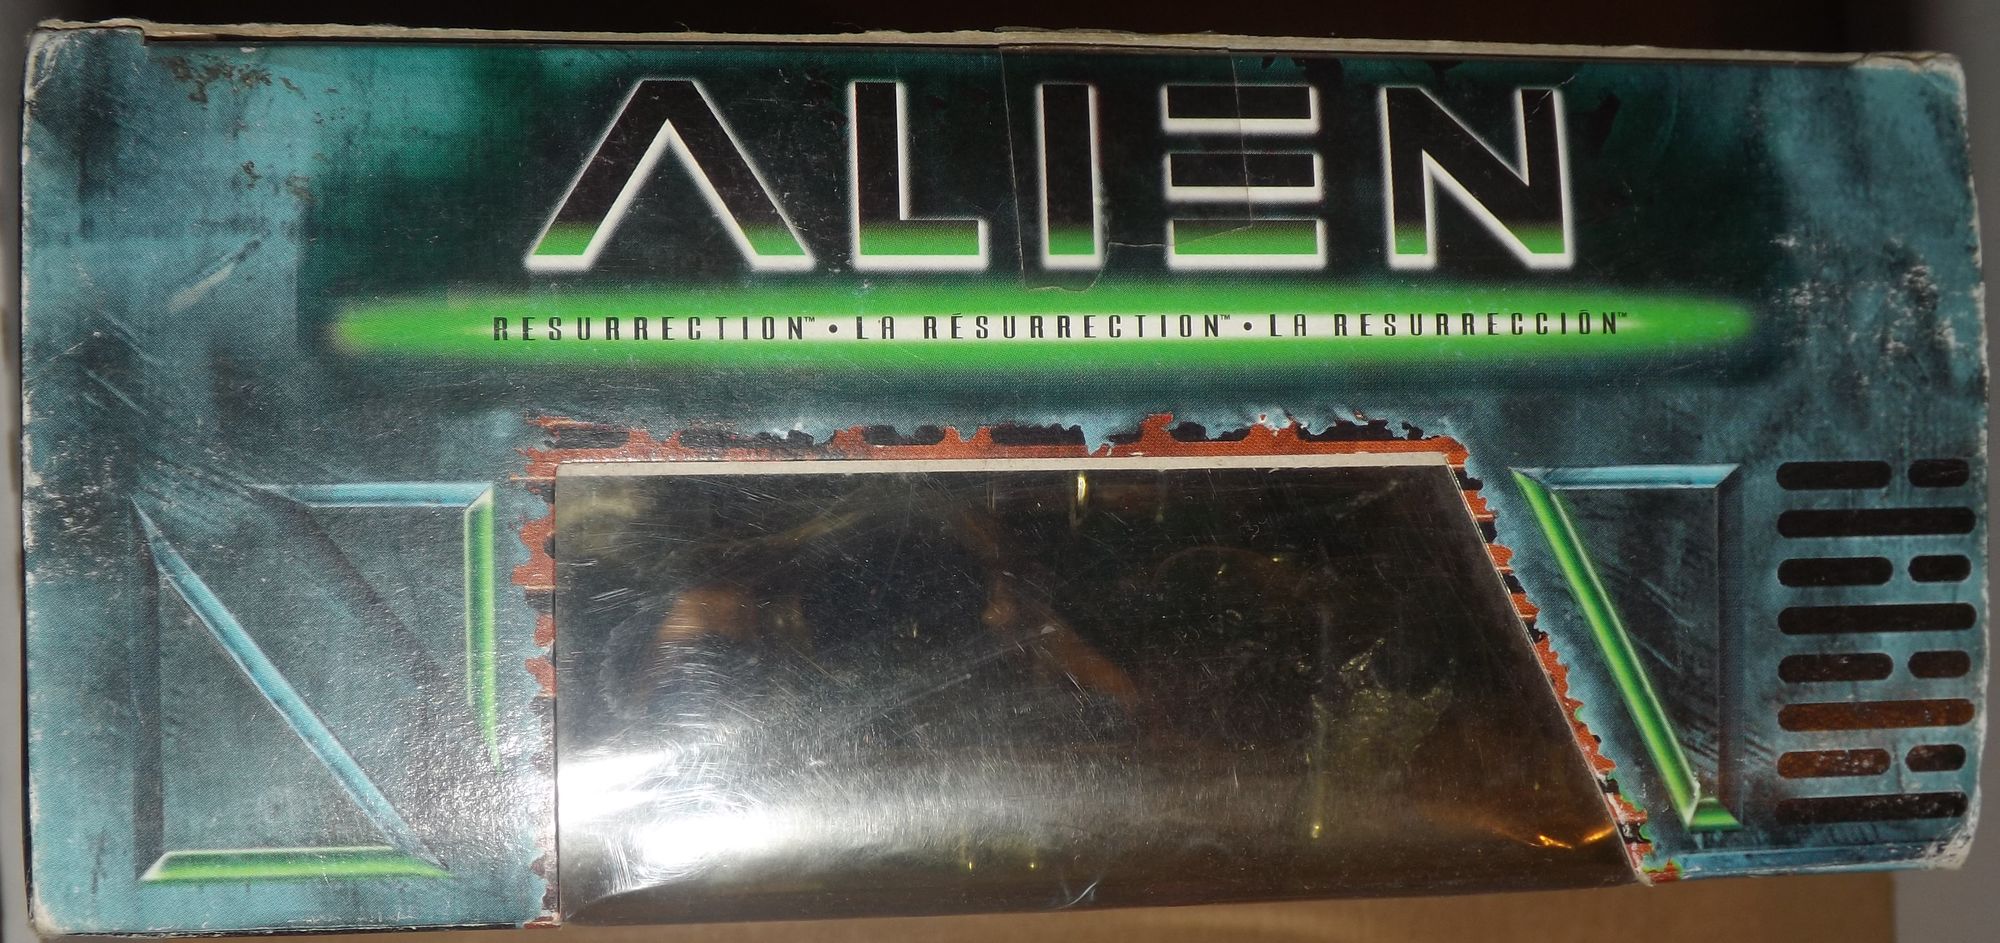 ALIEN
RESURRECTION™ • LA RÉSURRECTION™ • LA RESURRECCIÓN™